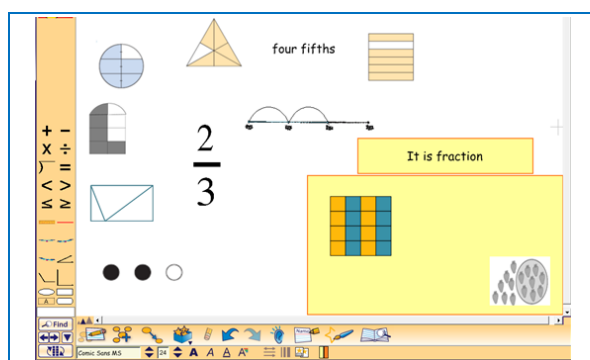 four fifths
2
3
It is fraction
+ −
x ÷
) =
< >
≤ ≥
A
Find
Comic Sans MS
24
A A A A